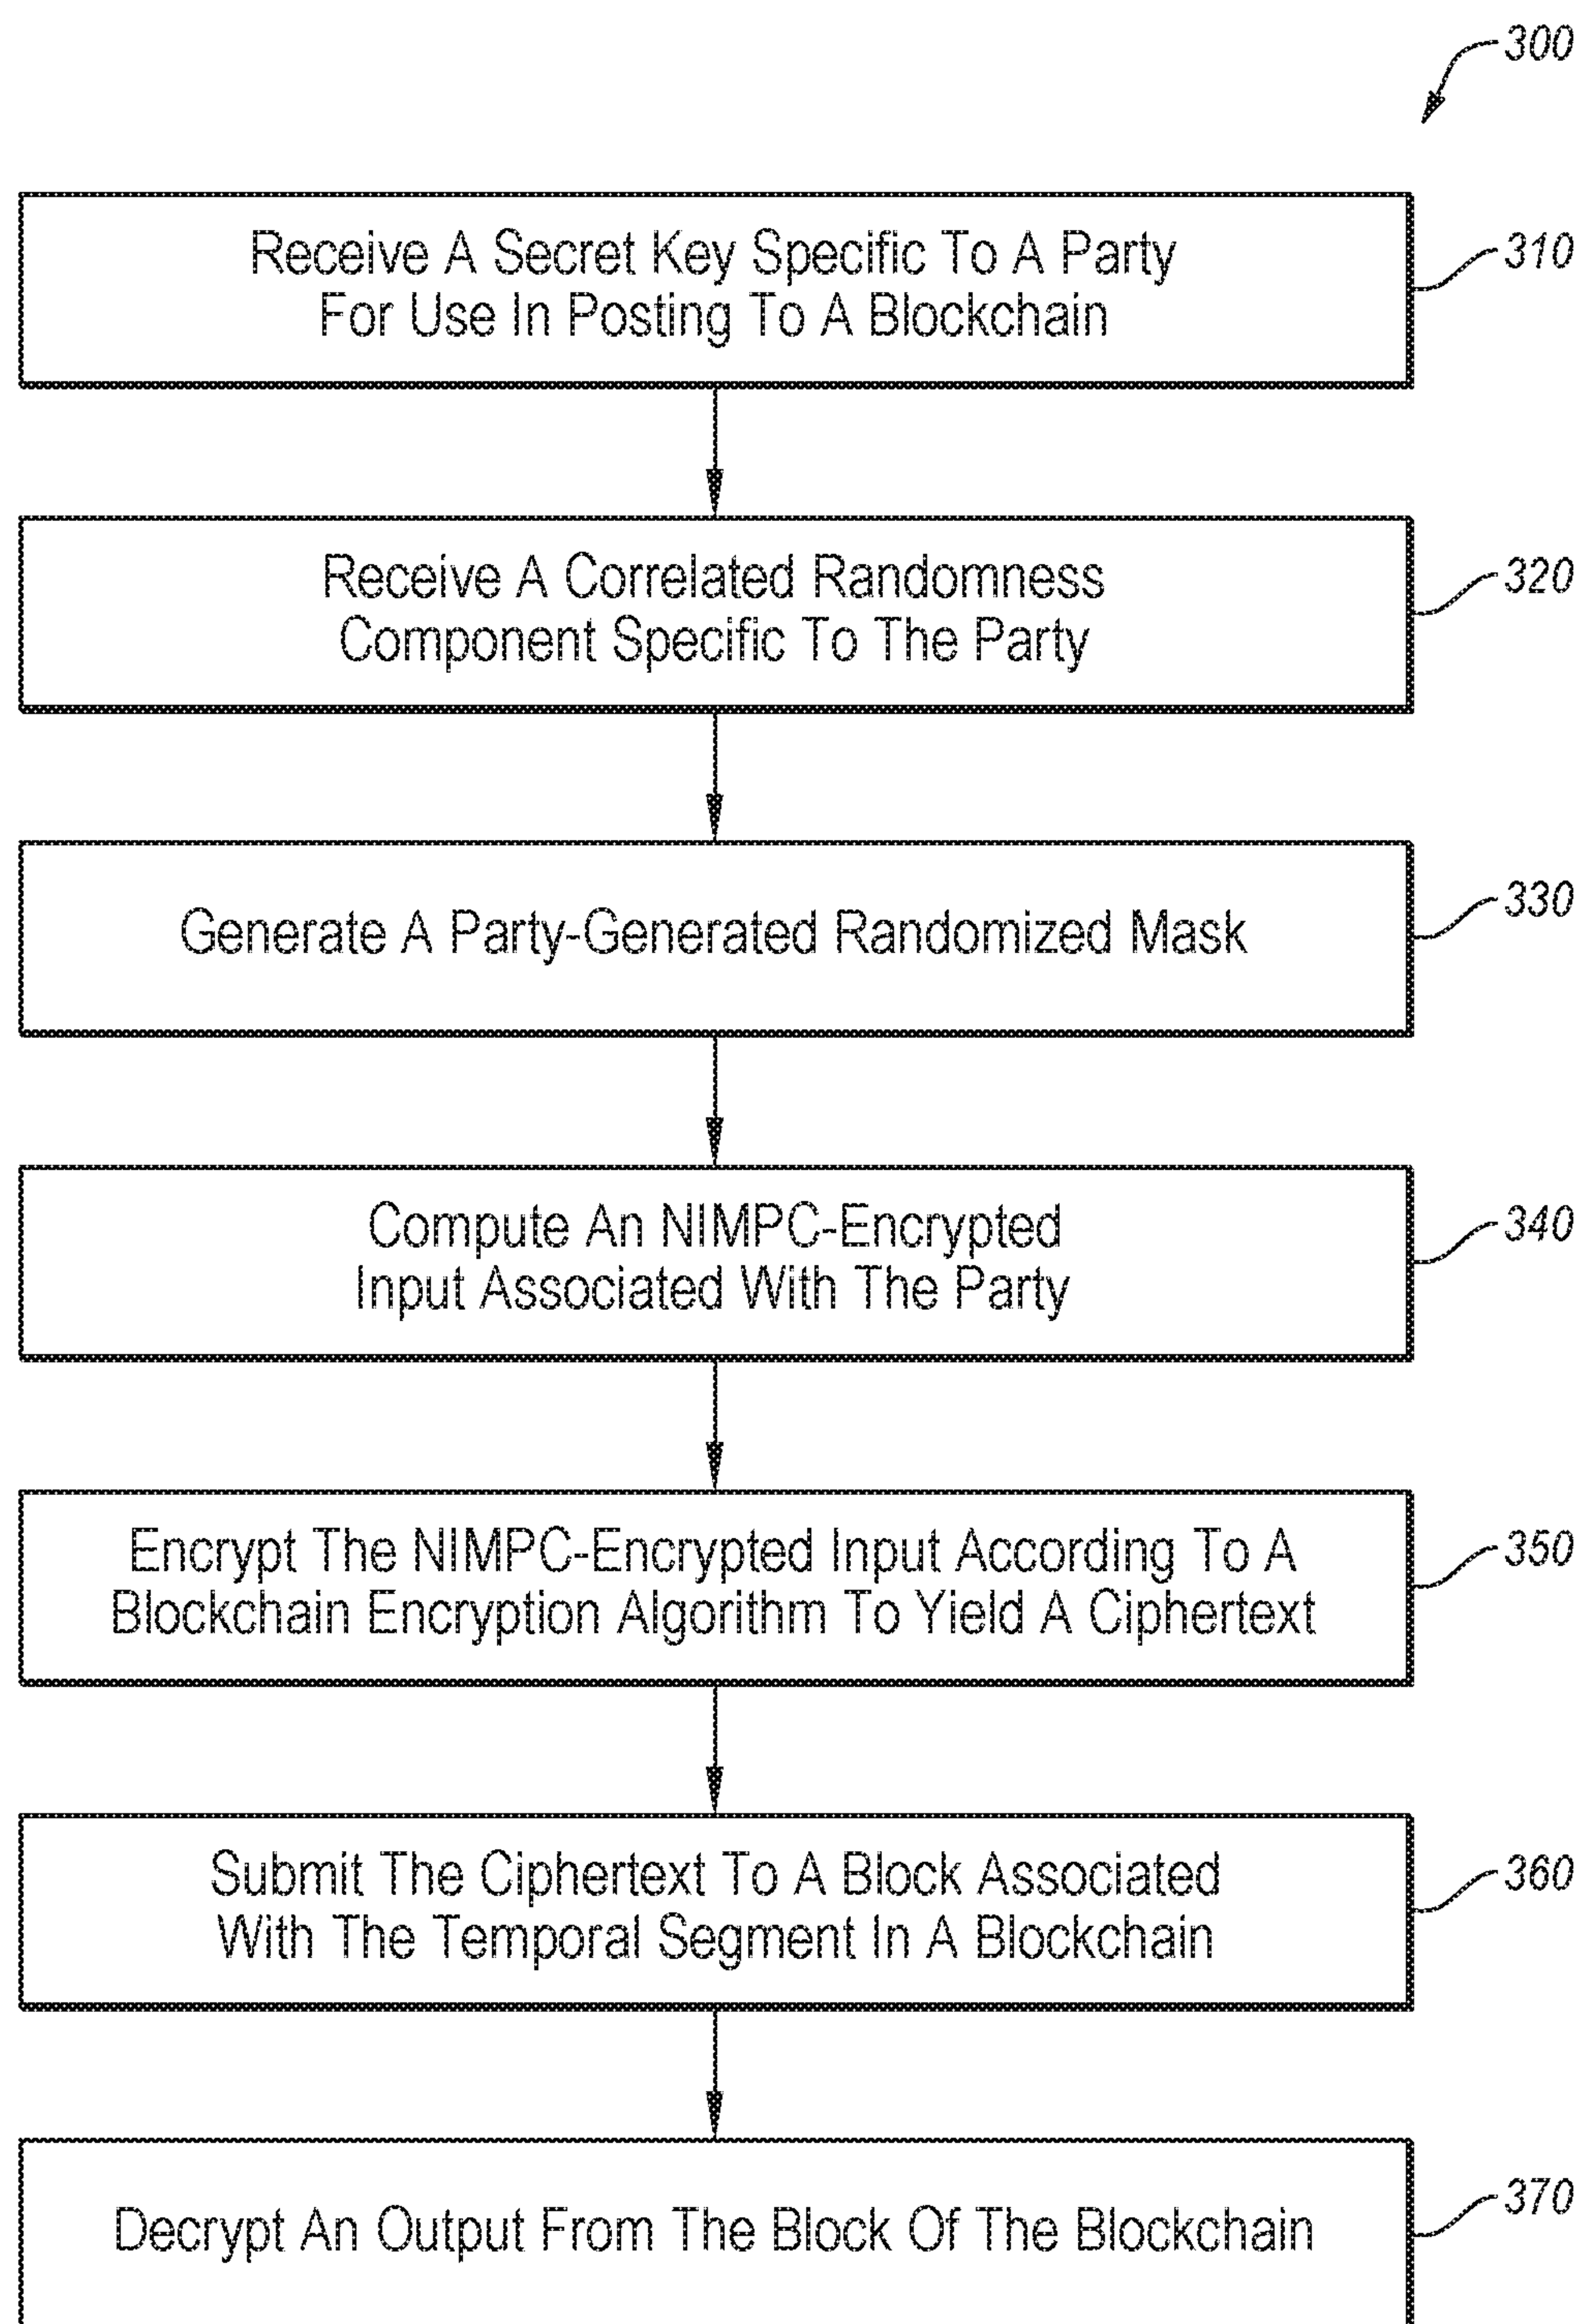 300
Receive A Secret Key Specific To A Party
For Use In Posting To A Blockchain
310
Receive A Correlated Randomness
Component Specific To The Party
320
Generate A Party-Generated Randomized Mask
330
Compute An NIMPC-Encrypted
Input Associated With The Party
340
Encrypt The NIMPC-Encrypted Input According To A
Blockchain Encryption Algorithm To Yield A Ciphertext
350
Submit The Ciphertext To A Block Associated
With The Temporal Segment In A Blockchain
360
Decrypt An Output From The Block Of The Blockchain
370